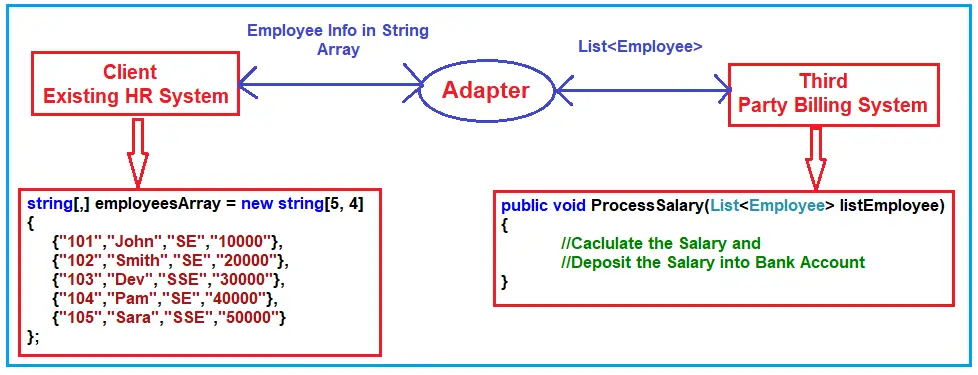 Employee Info in String
Array
List<Employee>
Client
Existing HR System
Adapter
Third
Party Billing System
string[,] employeesArray = new string[5, 4]
{
{"101","John","SE","10000"},
{"102","Smith","SE","20000"},
{"103","Dev","SSE","30000"},
{"104","Pam","SE","40000"},
{"105","Sara","SSE","50000"}
};
public void ProcessSalary(List<Employee> listEmployee)
{
//Caclulate the Salary and
//Deposit the Salary into Bank Account
}